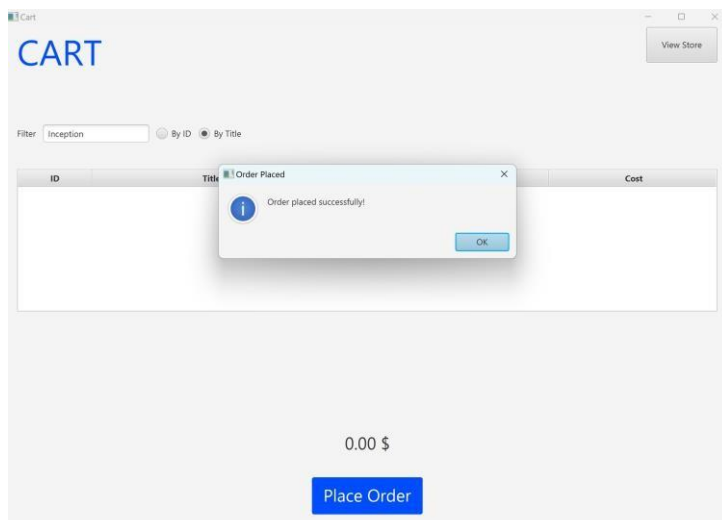 Cart
CART
View Store
Filter Inception By ID By Title
ID Title Cost
Order Placed
Order placed successfully!
OK
0.00 $
Place Order